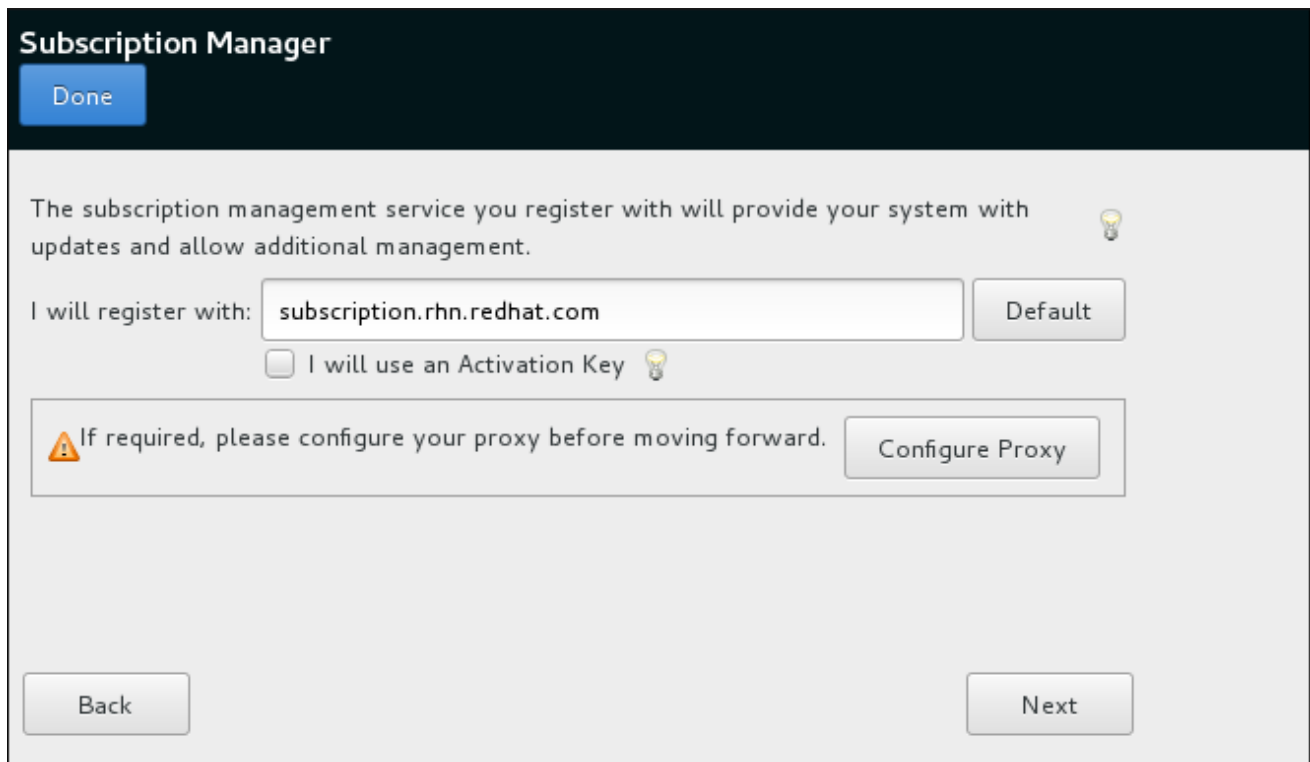 Subscription Manager
Done
The subscription management service you register with will provide your system with
updates and allow additional management.
I will register with: subscription.rhn.redhat.com Default
I will use an Activation Key
If required, please configure your proxy before moving forward. Configure Proxy
Back Next